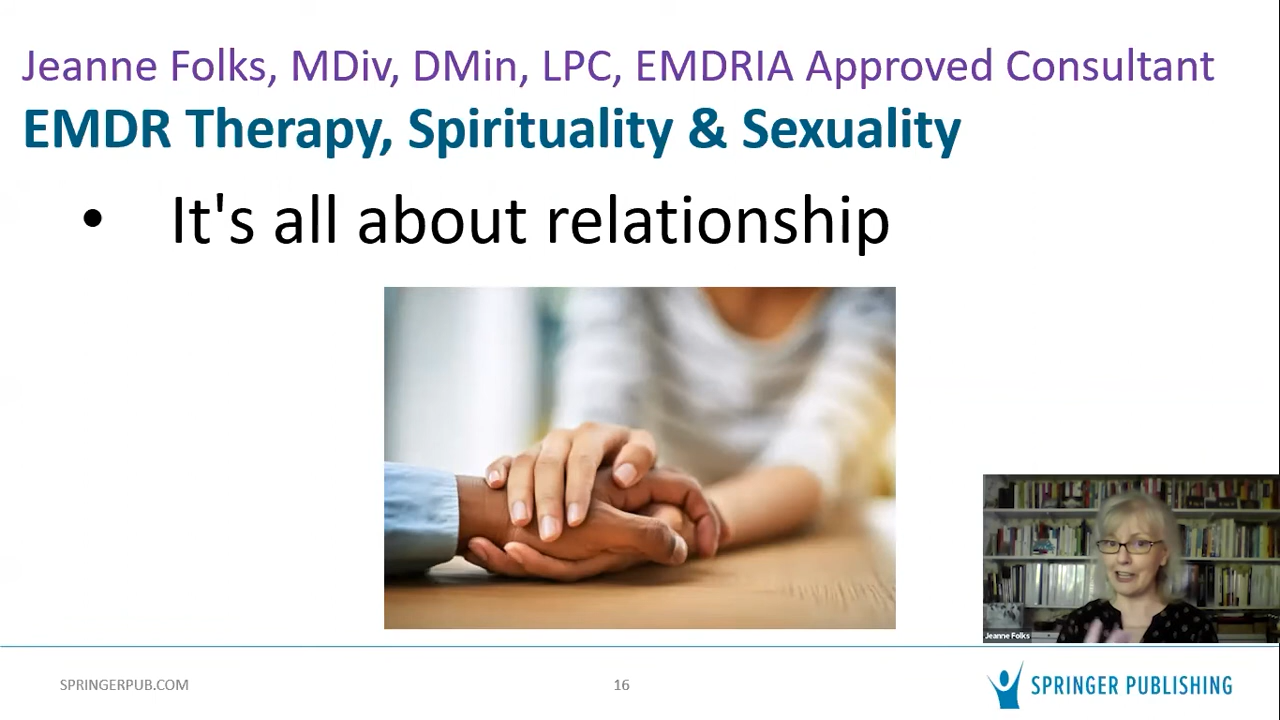 Jeanne Folks, MDiv, DMin, LPC, EMDRIA Approved Consultant
EMDR Therapy, Spirituality & Sexuality
• It's all about relationship
Jeanne Folks
SPRINGERPUB.COM
16
SPRINGER PUBLISHING